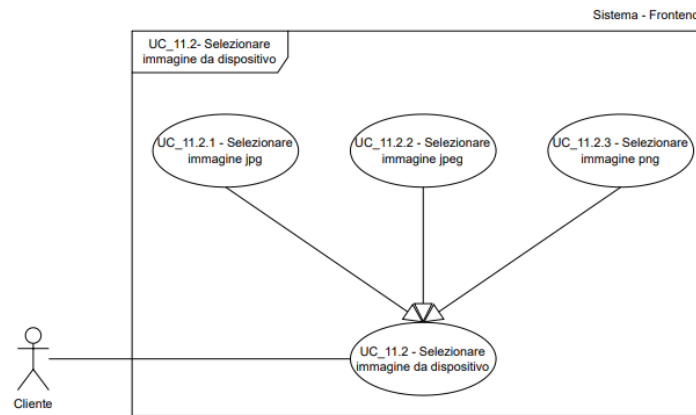 Sistema - Frontend
UC_11.2- Selezionare
immagine da dispositivo
UC_11.2.1 - Selezionare
immagine jpg
UC_11.2.2 - Selezionare
immagine jpeg
UC_11.2.3 - Selezionare
immagine png
UC_11.2 - Selezionare
immagine da dispositivo
Cliente